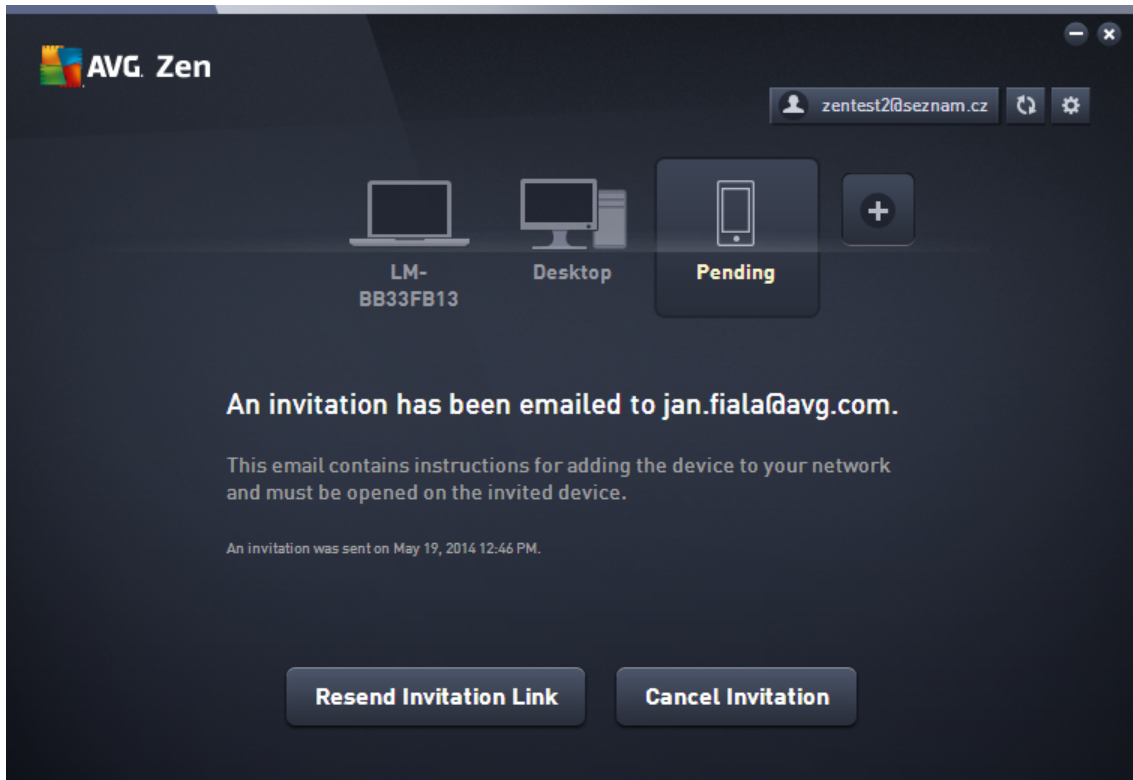 AVG. Zen
zentest2@seznam.cz
LM-
BB33FB13
Desktop
Pending
An invitation has been emailed to jan.fiala@avg.com.
This email contains instructions for adding the device to your network
and must be opened on the invited device.
An invitation was sent on May 19, 2014 12:46 PM.
Resend Invitation Link
Cancel Invitation